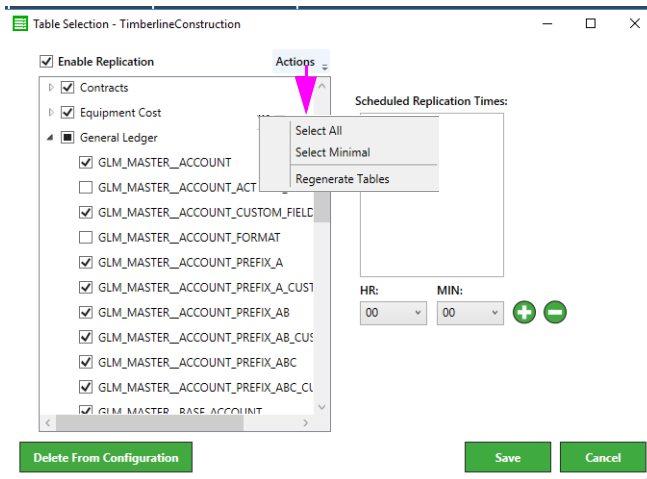 Table Selection - TimberlineConstruction
Enable Replication
Actions
Contracts
Equipment Cost
General Ledger
GLM_MASTER__ACCOUNT
GLM_MASTER__ACCOUNT_ACT
GLM_MASTER__ACCOUNT_CUSTOM_FIELD
GLM_MASTER__ACCOUNT_FORMAT
GLM_MASTER__ACCOUNT_PREFIX_A
GLM_MASTER__ACCOUNT_PREFIX_A_CUST
GLM_MASTER__ACCOUNT_PREFIX_AB
GLM_MASTER__ACCOUNT_PREFIX_AB_CUS
GLM_MASTER__ACCOUNT_PREFIX_ABC
GLM_MASTER__ACCOUNT_PREFIX_ABC_CU
GLM_MASTER__BASE_ACCOUNT
Select All
Select Minimal
Regenerate Tables
Scheduled Replication Times:
HR: MIN:
00 00
Delete From Configuration
Save
Cancel